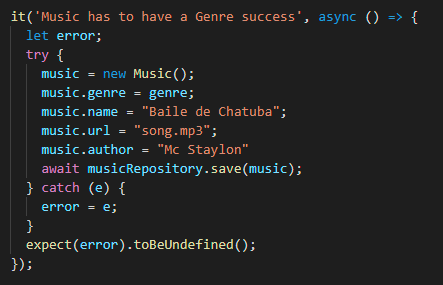 it('Music has to have a Genre success', async () => {
  let error;
  try {
    music = new Music();
    music.genre = genre;
    music.name = "Baile de Chatuba";
    music.url = "song.mp3";
    music.author = "Mc Staylon"
    await musicRepository.save(music);
  } catch (e) {
    error = e;
  }
  expect(error).toBeUndefined();
});